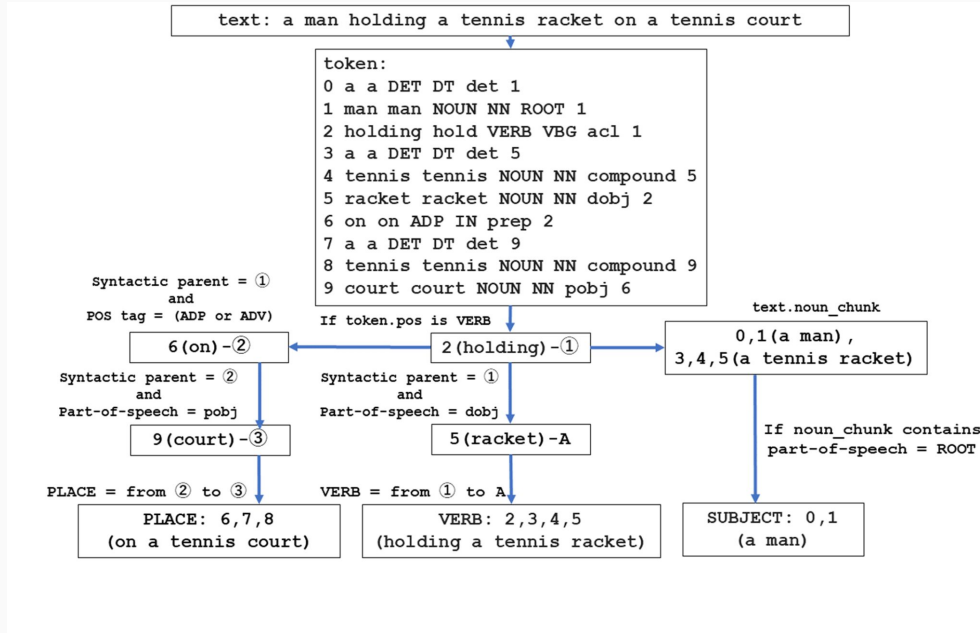 text: a man holding a tennis racket on a tennis court
token:
0 a a DET DT det 1
1 man man NOUN NN ROOT 1
2 holding hold VERB VBG acl 1
3 a a DET DT det 5
4 tennis tennis NOUN NN compound 5
5 racket racket NOUN NN dobj 2
6 on on ADP IN prep 2
7 a a DET DT det 9
8 tennis tennis NOUN NN compound 9
9 court court NOUN NN pobj 6
Syntactic parent = ①
and
POS tag = (ADP or ADV)
If token.pos is VERB
text.noun_chunk
6(on)-②
2(holding)-①
0,1(a man),
3,4,5(a tennis racket)
Syntactic parent = ②
and
Part-of-speech = pobj
Syntactic parent = ①
and
Part-of-speech = dobj
9(court)-③
5(racket)-A
If noun_chunk contains
part-of-speech = ROOT
PLACE = from ② to ③
VERB = from ① to A
PLACE: 6,7,8
(on a tennis court)
VERB: 2,3,4,5
(holding a tennis racket)
SUBJECT: 0,1
(a man)